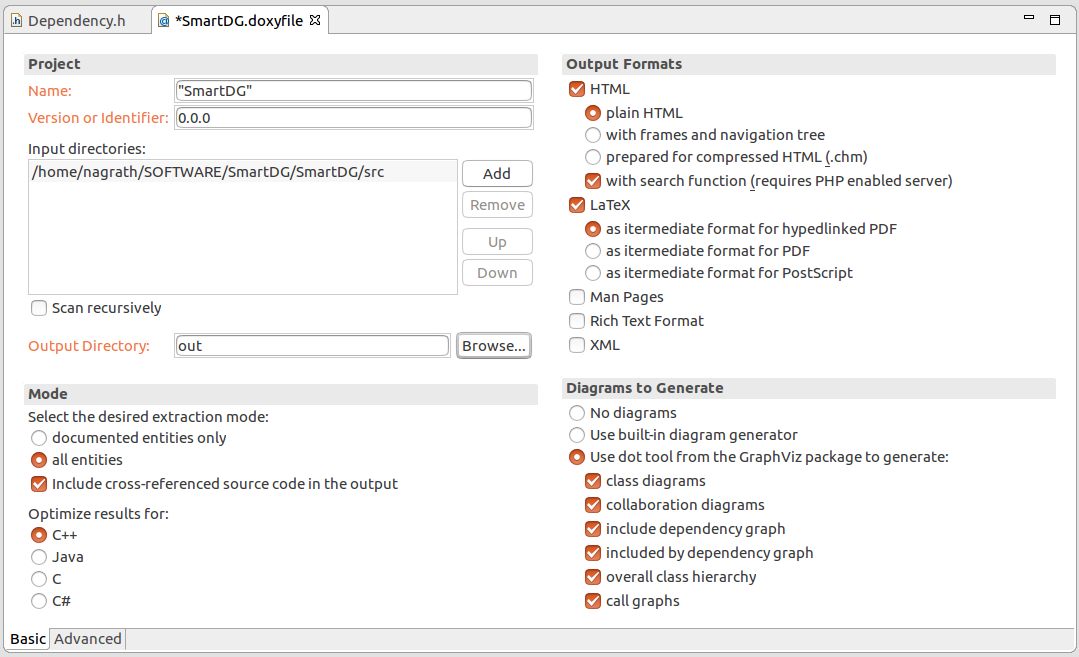 Dependency.h
*SmartDG.doxyfile
Project
Name: "SmartDG"
Version or Identifier: 0.0.0
Input directories:
/home/nagrath/SOFTWARE/SmartDG/SmartDG/src
Add
Remove
Up
Down
Scan recursively
Output Directory: out Browse...
Mode
Select the desired extraction mode:
documented entities only
all entities
Include cross-referenced source code in the output
Optimize results for:
C++
Java
C
C#
Output Formats
HTML
plain HTML
with frames and navigation tree
prepared for compressed HTML (.chm)
with search function (requires PHP enabled server)
LaTeX
as itermediate format for hypedlinked PDF
as itermediate format for PDF
as itermediate format for PostScript
Man Pages
Rich Text Format
XML
Diagrams to Generate
No diagrams
Use built-in diagram generator
Use dot tool from the GraphViz package to generate:
class diagrams
collaboration diagrams
include dependency graph
included by dependency graph
overall class hierarchy
call graphs
Basic Advanced